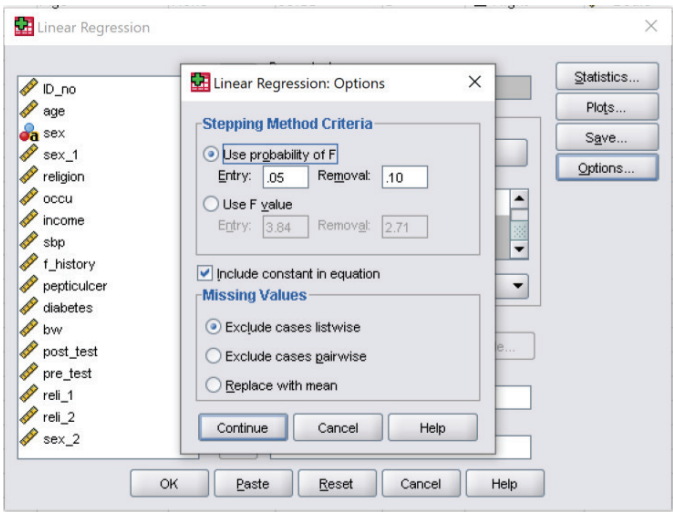 Linear Regression
ID_no
age
sex
sex_1
religion
occu
income
sbp
f_history
pepticulcer
diabetes
bw
post_test
pre_test
reli_1
reli_2
sex_2
Statistics...
Plots...
Save...
Options...
Linear Regression: Options
Stepping Method Criteria
Use probability of F
Entry: .05 Removal: .10
Use F value
Entry: 3.84 Removal: 2.71
Include constant in equation
Missing Values
Exclude cases listwise
Exclude cases pairwise
Replace with mean
Continue Cancel Help
OK Paste Reset Cancel Help